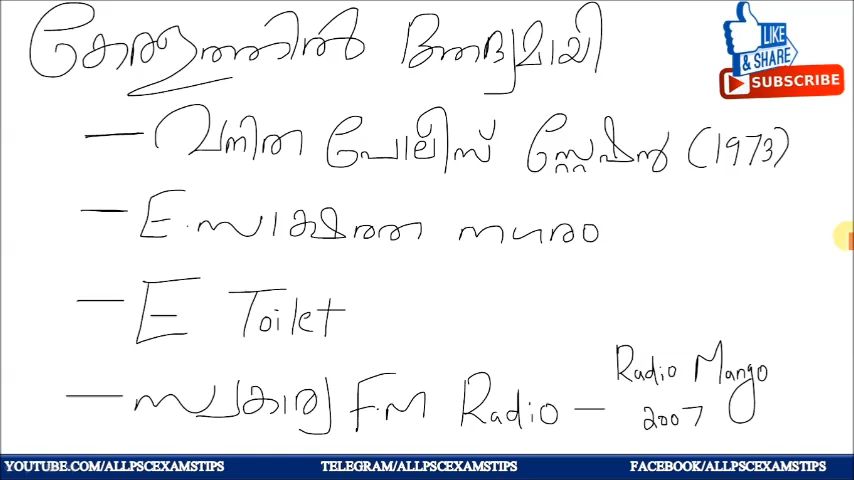 കേരളത്തിൽ ആദ്യമായി
LIKE
& SHARE
SUBSCRIBE
— വനിതാ പോലീസ് സ്റ്റേഷൻ (1973)
— E. സാക്ഷരത നഗരം
— E Toilet
— സ്വകാര്യ F.M Radio — Radio Mango
2007
YOUTUBE.COM/ALLPSCEXAMSTIPS TELEGRAM/ALLPSCEXAMSTIPS FACEBOOK/ALLPSCEXAMSTIPS